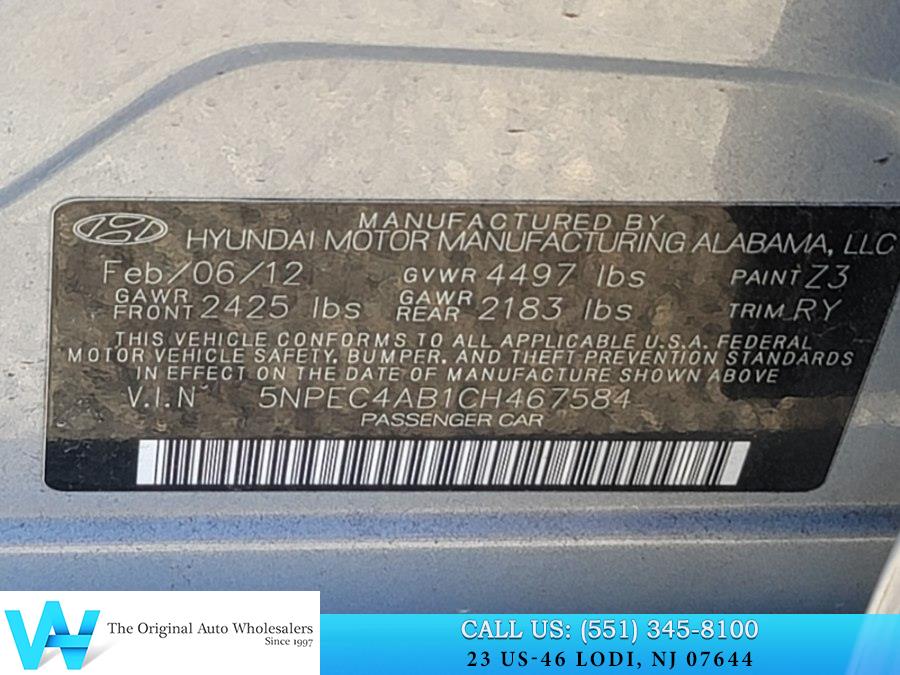 MANUFACTURED BY
HYUNDAI MOTOR MANUFACTURING ALABAMA, LLC
Feb/06/12 GVWR 4497 lbs PAINT Z3
GAWR FRONT 2425 lbs GAWR REAR 2183 lbs TRIM RY
THIS VEHICLE CONFORMS TO ALL APPLICABLE U.S.A. FEDERAL
MOTOR VEHICLE SAFETY, BUMPER, AND THEFT PREVENTION STANDARDS
IN EFFECT ON THE DATE OF MANUFACTURE SHOWN ABOVE
V.I.N 5NPEC4AB1CH467584
PASSENGER CAR
The Original Auto Wholesalers
Since 1997
CALL US: (551) 345-8100
23 US-46 LODI, NJ 07644